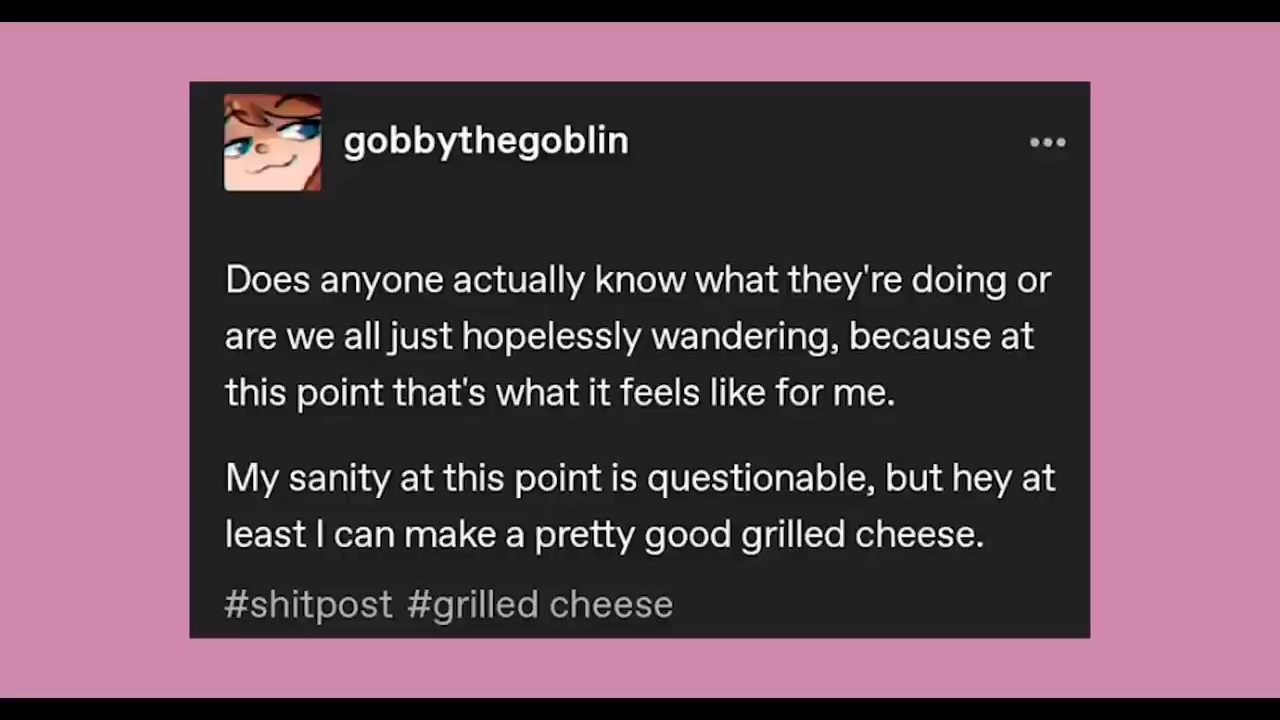 gobbythegoblin
Does anyone actually know what they're doing or
are we all just hopelessly wandering, because at
this point that's what it feels like for me.
My sanity at this point is questionable, but hey at
least I can make a pretty good grilled cheese.
#shitpost #grilled cheese